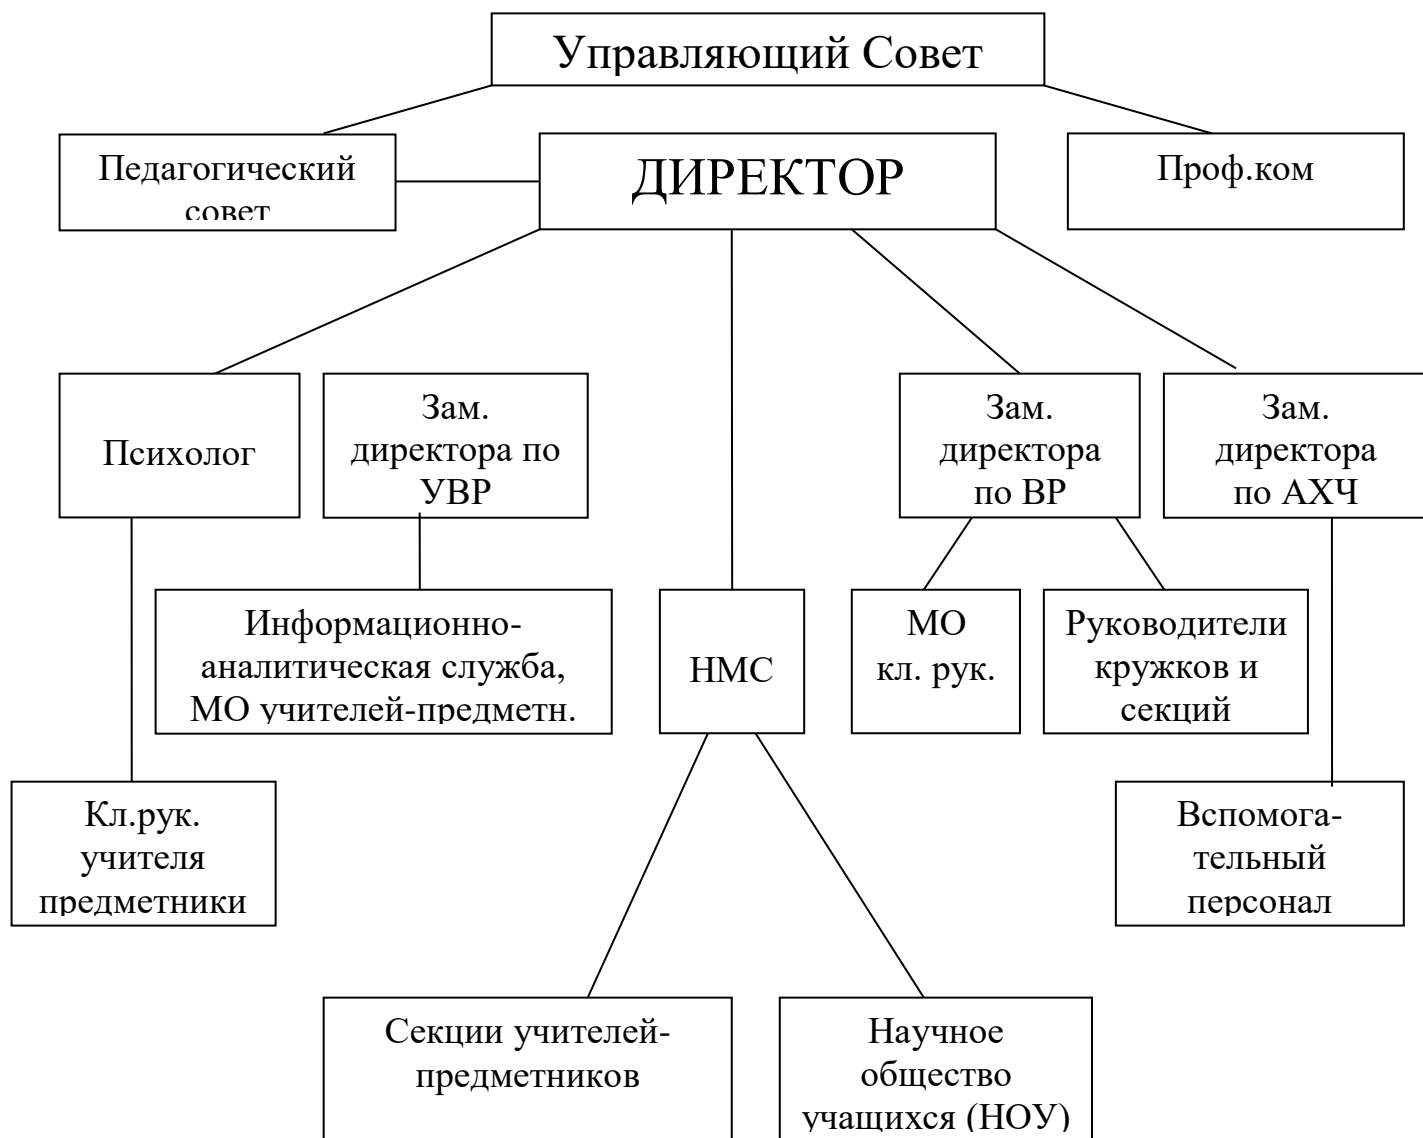 Управляющий Совет
Педагогический
совет
ДИРЕКТОР
Проф.ком
Психолог
Зам.
директора по
УВР
Зам.
директора
по ВР
Зам.
директора
по АХЧ
Информационно-
аналитическая служба,
МО учителей-предметн.
НМС
МО
кл. рук.
Руководители
кружков и
секций
Кл.рук.
учителя
предметники
Вспомога-
тельный
персонал
Секции учителей-
предметников
Научное
общество
учащихся (НОУ)